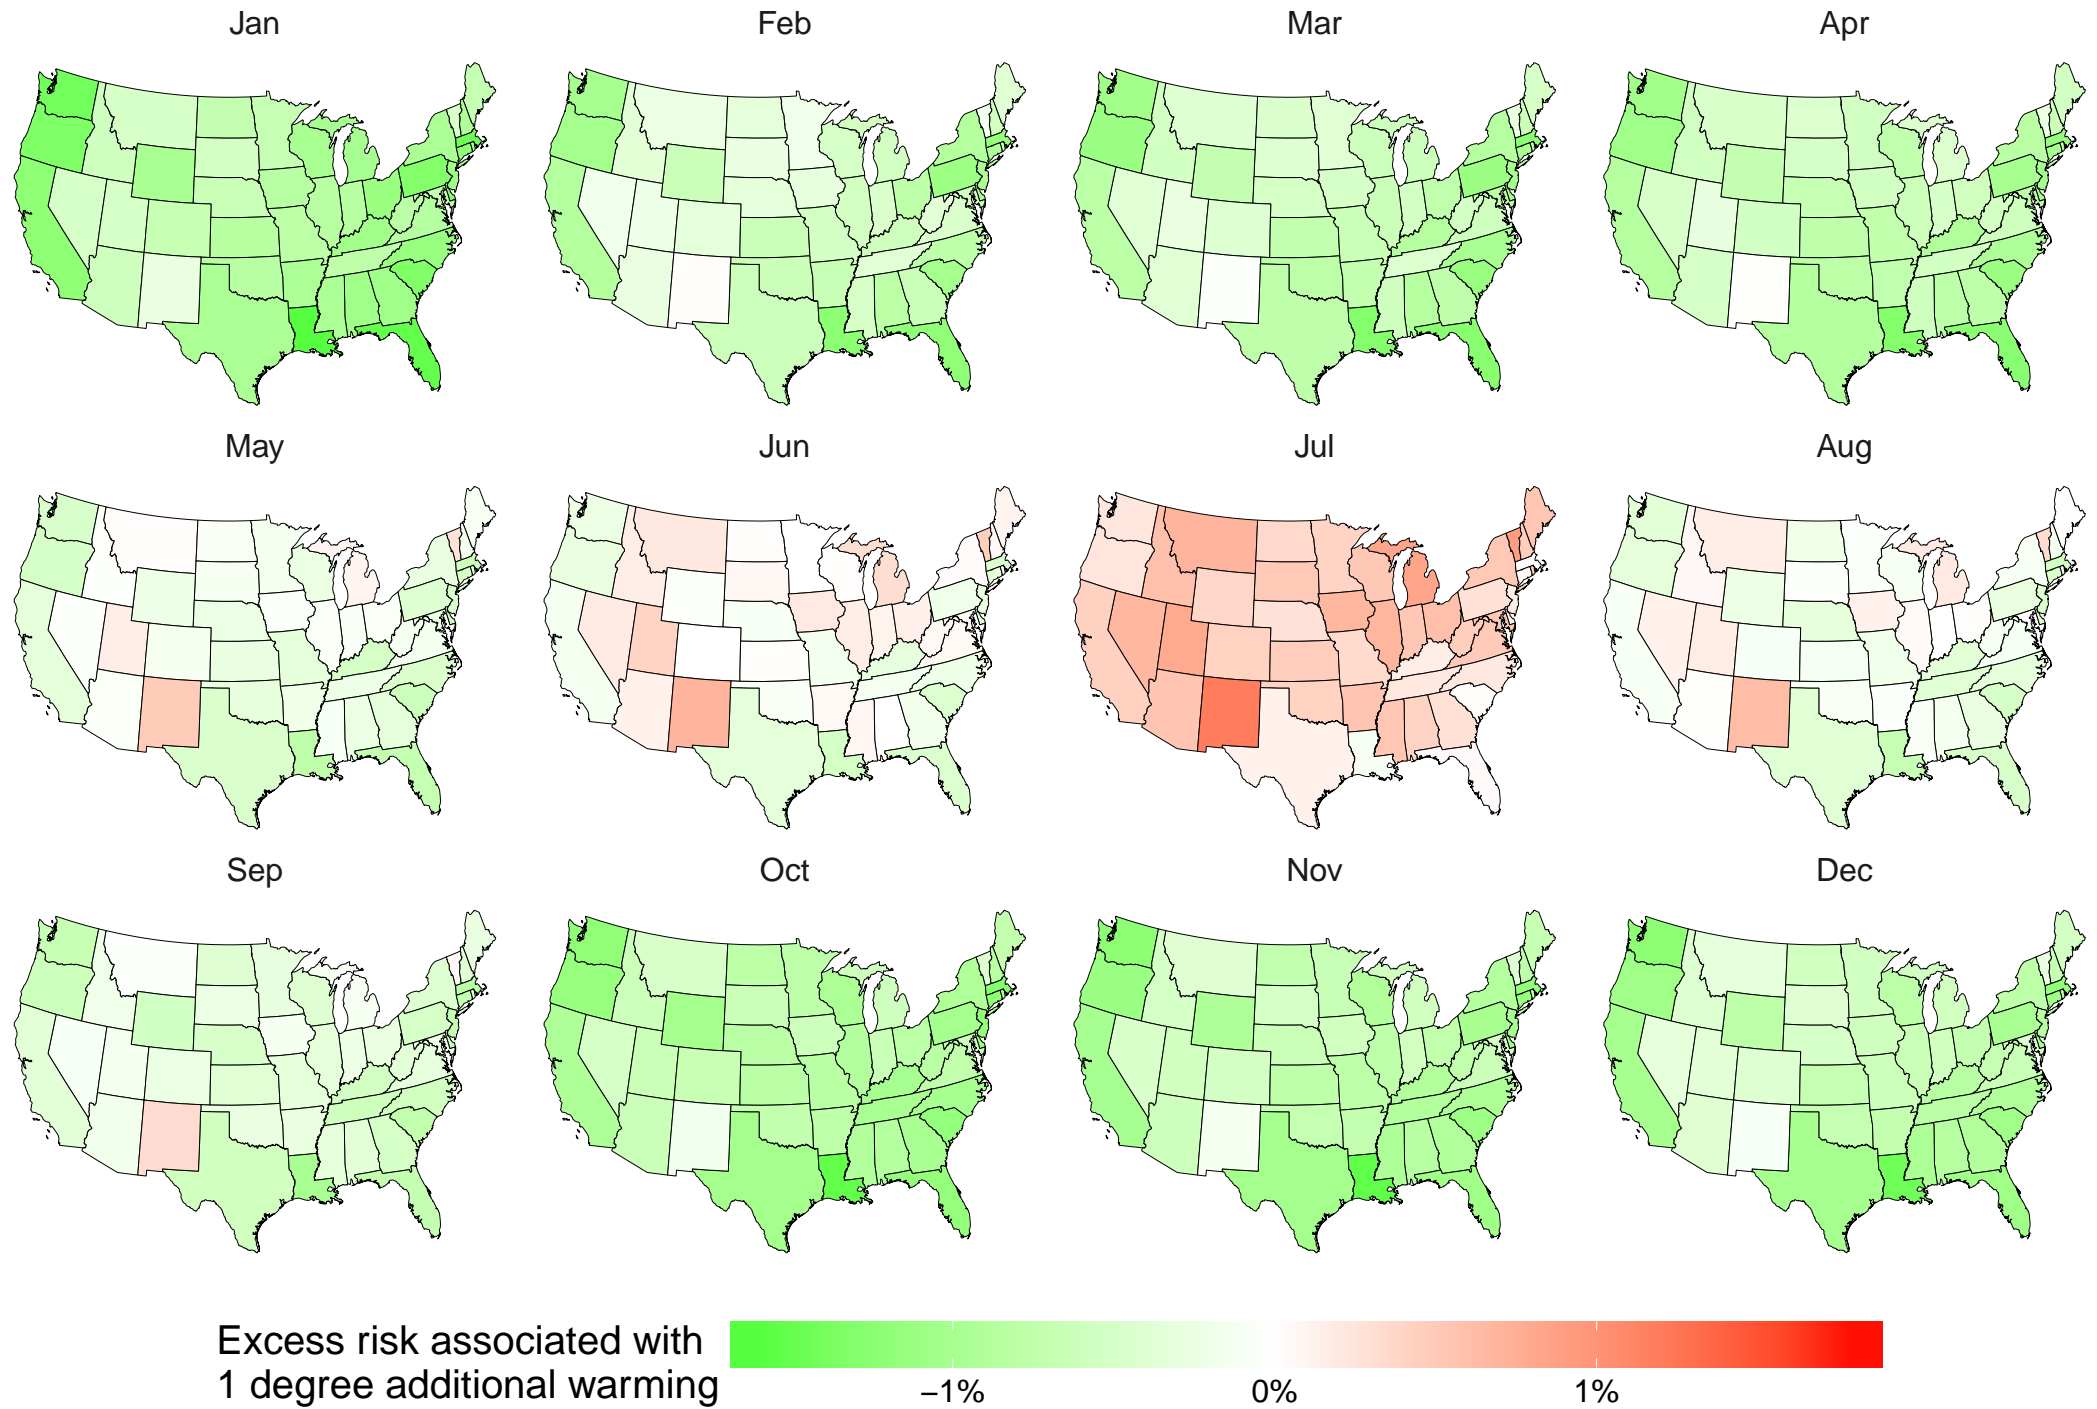 Jan
Feb
Mar
Apr
May
Jun
Jul
Aug
Sep
Oct
Nov
Dec
Excess risk associated with
1 degree additional warming
−1%
0%
1%